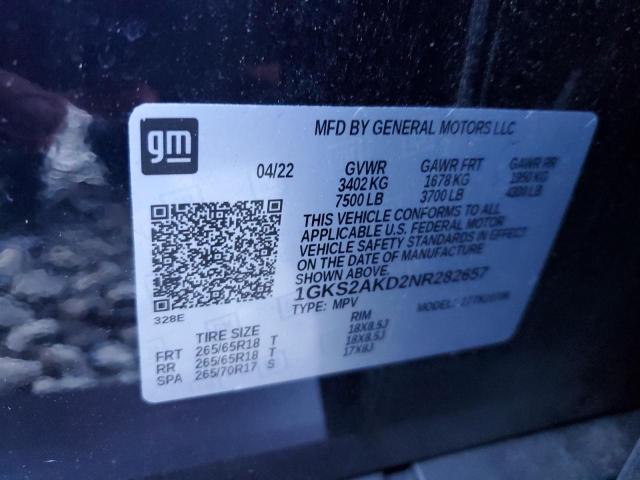 gm
MFD BY GENERAL MOTORS LLC
04/22 GVWR GAWR FRT GAWR RR
3402 KG 1678 KG 1950 KG
7500 LB 3700 LB 4300 LB
THIS VEHICLE CONFORMS TO ALL
APPLICABLE U.S. FEDERAL MOTOR
VEHICLE SAFETY STANDARDS IN EFFECT
ON THE DATE OF MANUFACTURE
SHOWN ABOVE.
1GKS2AKD2NR282657
328E TYPE: MPV MODEL:
TIRE SIZE RIM
FRT 265/65R18 T 18X8.5J
RR 265/65R18 T 18X8.5J
SPA 265/70R17 S 17X8J